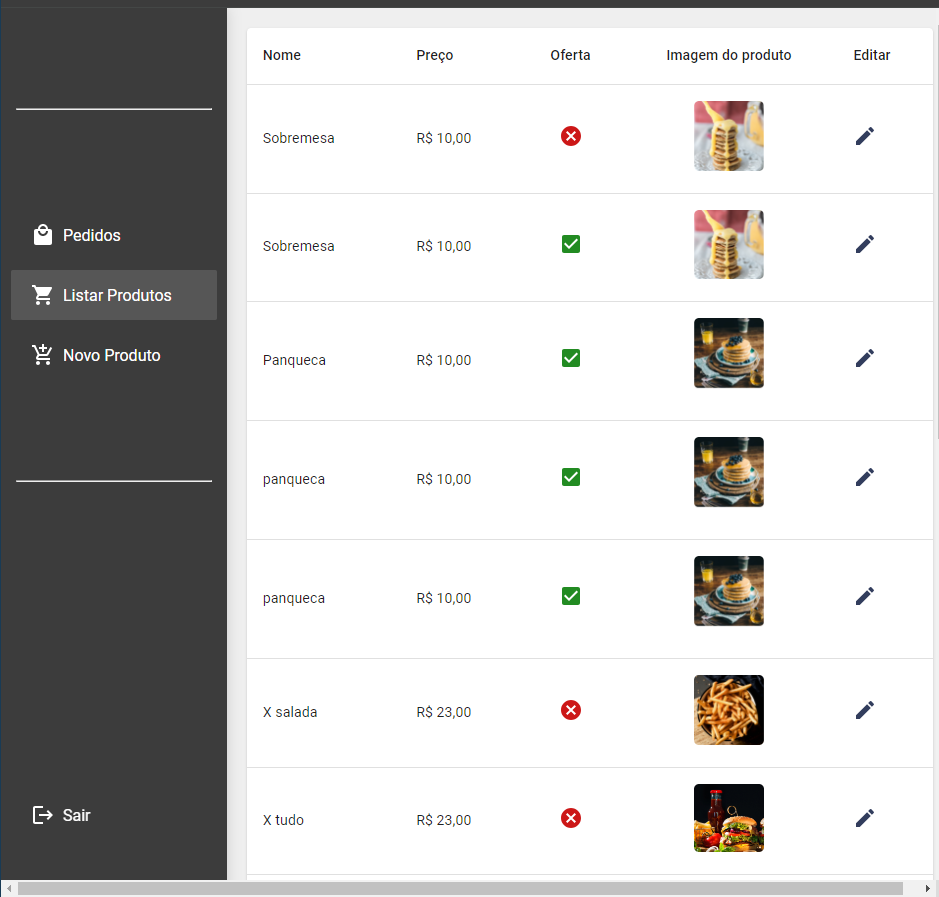 Nome Preço Oferta Imagem do produto Editar
Sobremesa R$ 10,00
Sobremesa R$ 10,00
Panqueca R$ 10,00
panqueca R$ 10,00
panqueca R$ 10,00
X salada R$ 23,00
X tudo R$ 23,00
Pedidos
Listar Produtos
Novo Produto
Sair